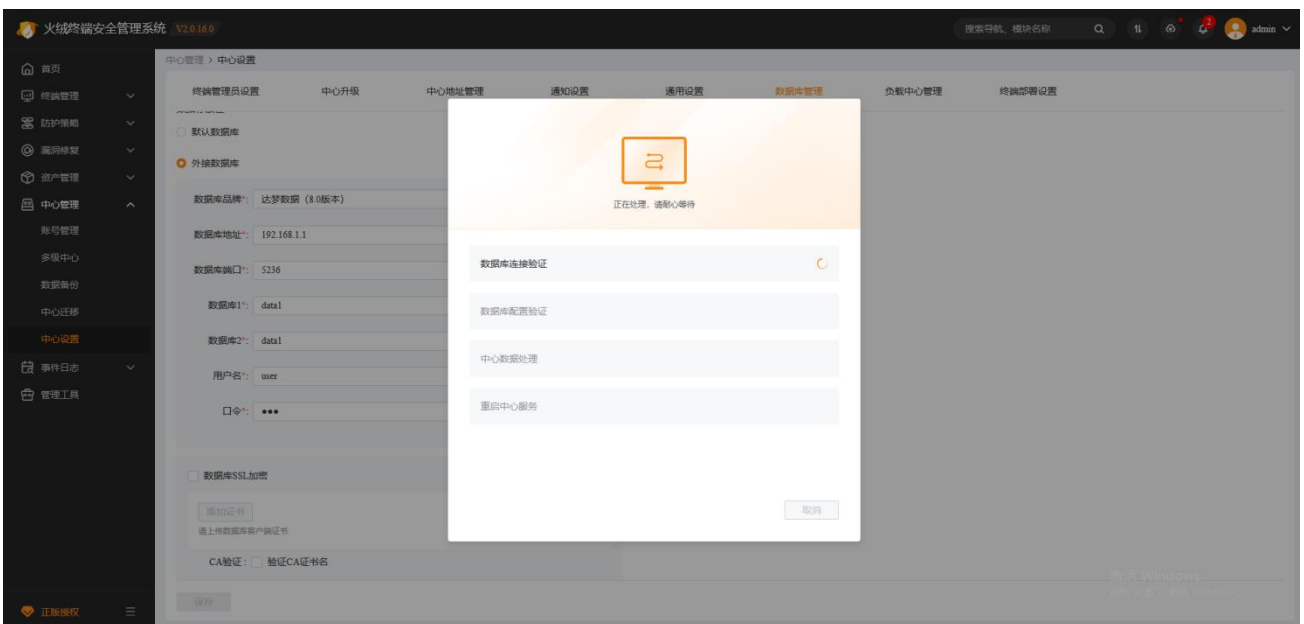 火绒终端安全管理系统 V2.0.16.0
搜索导航、模块名称
2
admin
首页
终端管理
防护策略
漏洞修复
资产管理
中心管理
账号管理
多级中心
数据备份
中心迁移
中心设置
事件日志
管理工具
正版授权
中心管理 > 中心设置
终端管理员设置 中心升级 中心地址管理 通知设置 通用设置 数据库管理 负载中心管理 终端部署设置
默认数据库
外接数据库
数据库品牌*: 达梦数据 (8.0版本)
数据库地址*: 192.168.1.1
数据库端口*: 5236
数据库1*: data1
数据库2*: data1
用户名*: user
口令*: ●●●
数据库SSL加密
添加证书
请上传数据库客户端证书
CA验证: 验证CA证书名
保存
正在处理，请耐心等待
数据库连接验证
数据库配置验证
中心数据处理
重启中心服务
取消
激活 Windows